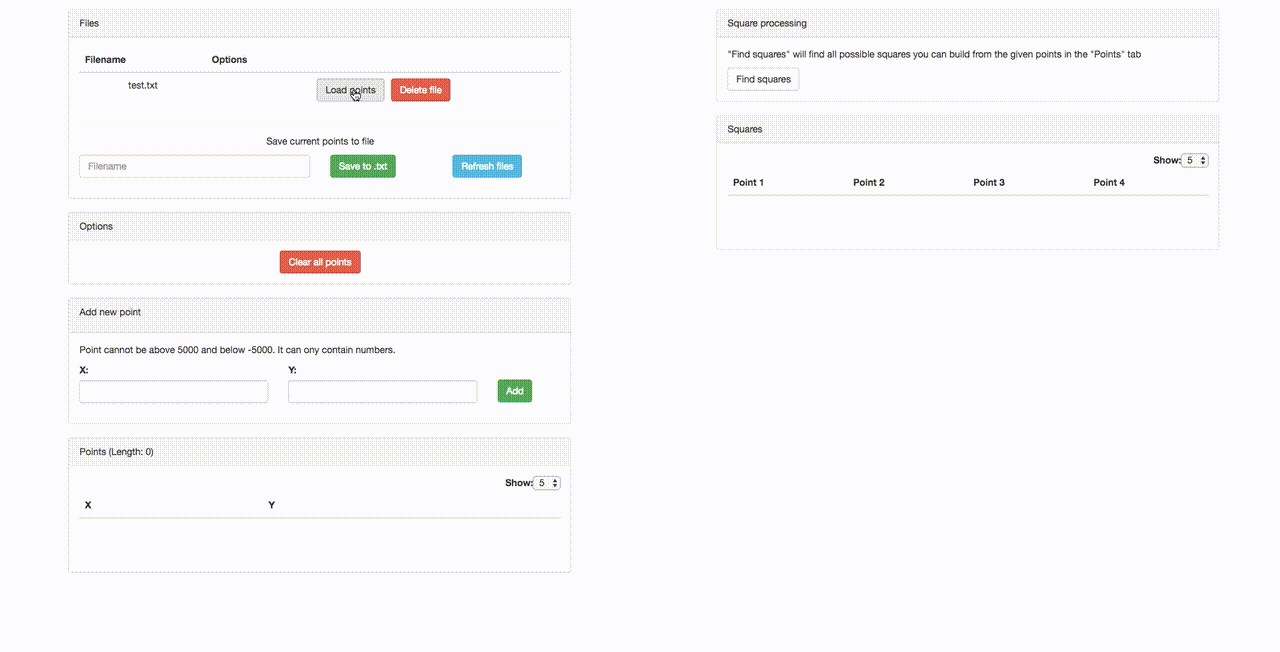 Files
Filename Options
test.txt Load points Delete file
Save current points to file
Filename Save to .txt Refresh files
Options
Clear all points
Add new point
Point cannot be above 5000 and below -5000. It can ony contain numbers.
X: Y:
Add
Points (Length: 0)
Show: 5
X Y
Square processing
"Find squares" will find all possible squares you can build from the given points in the "Points" tab
Find squares
Squares
Show: 5
Point 1 Point 2 Point 3 Point 4